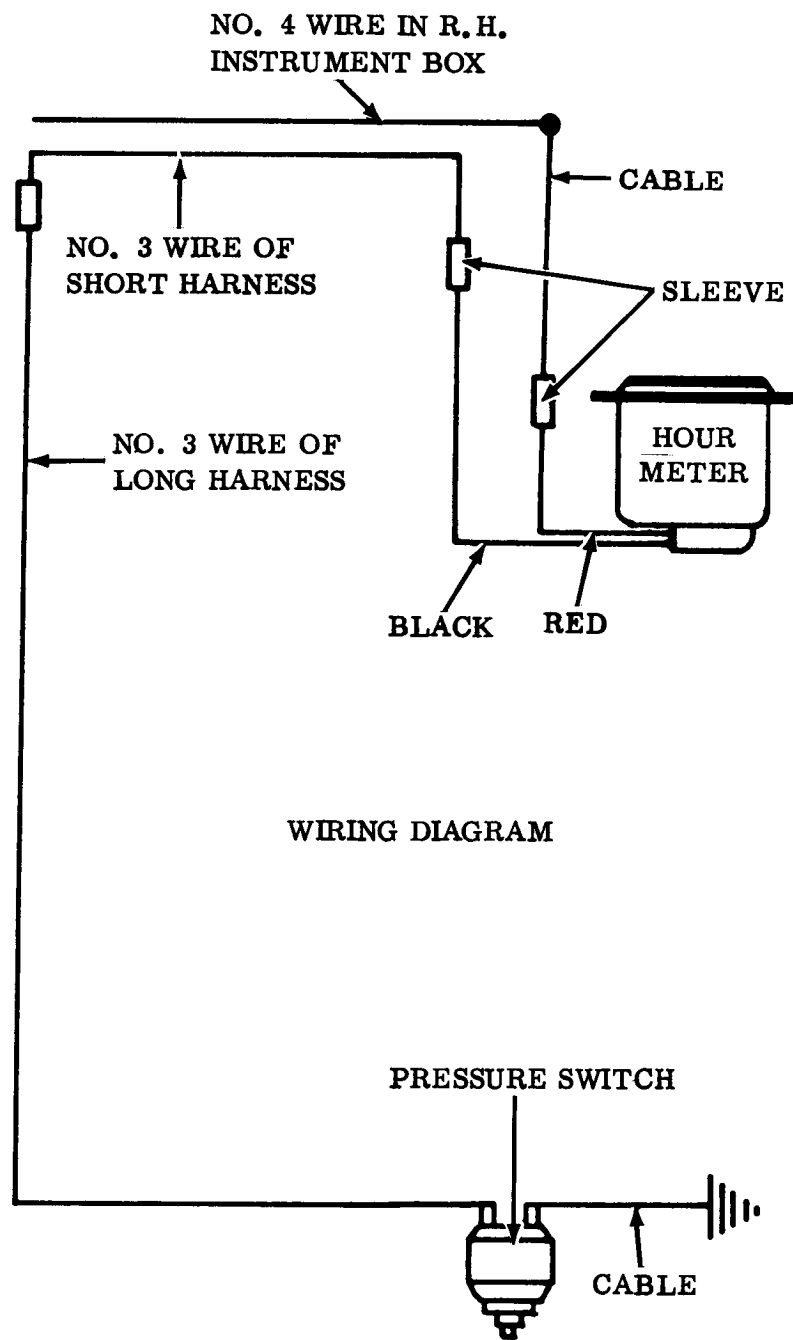 NO. 4 WIRE IN R.H.
INSTRUMENT BOX
CABLE
NO. 3 WIRE OF
SHORT HARNESS
SLEEVE
NO. 3 WIRE OF
LONG HARNESS
HOUR
METER
BLACK
RED
WIRING DIAGRAM
PRESSURE SWITCH
CABLE